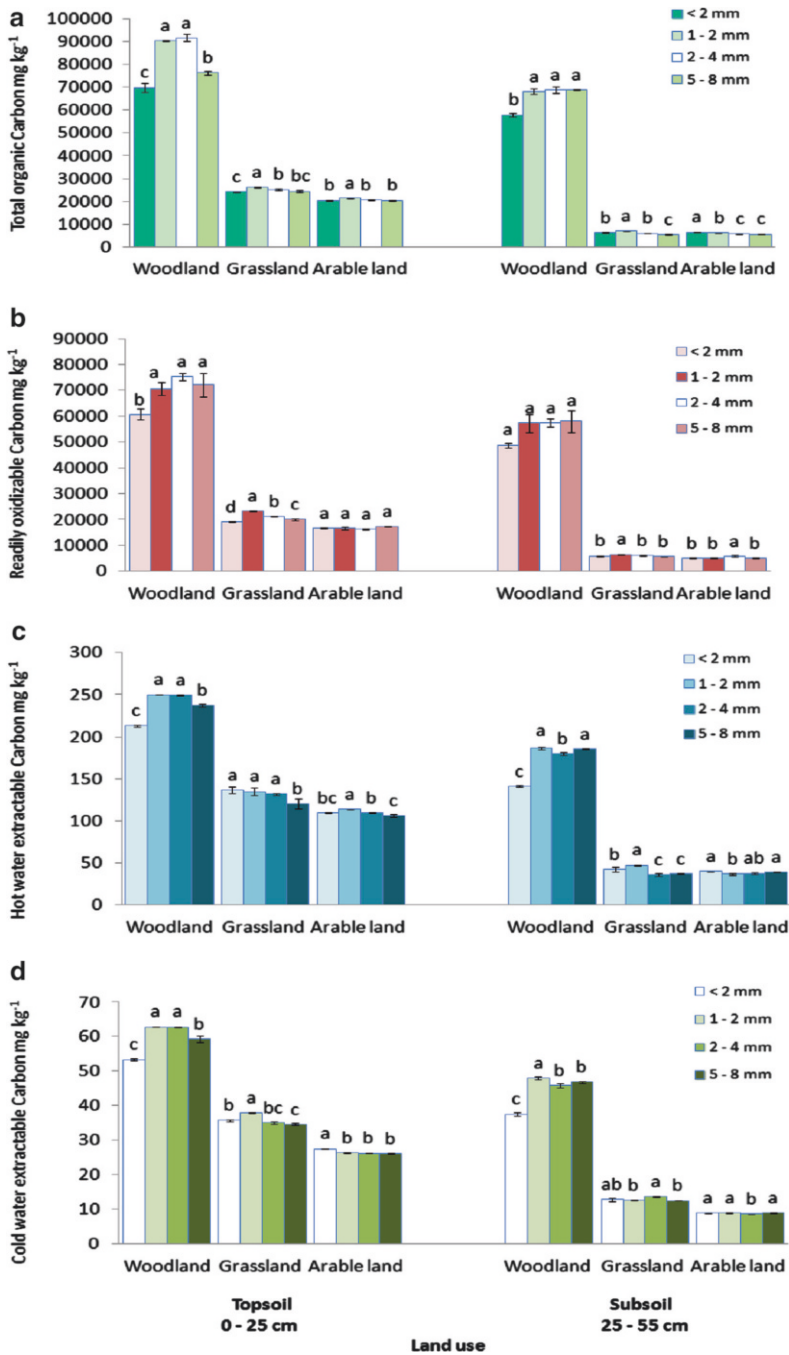 a
Total organic Carbon mg kg-1
100000
90000
80000
70000
60000
50000
40000
30000
20000
10000
0
c a a b
c a b bc
b a b b
b a a a
b a b c
a b c c
< 2 mm
1 - 2 mm
2 - 4 mm
5 - 8 mm
Woodland Grassland Arable land
Woodland Grassland Arable land
b
Readily oxidizable Carbon mg kg-1
90000
80000
70000
60000
50000
40000
30000
20000
10000
0
b a a a
d a b c
a a a a
a a a a
b a b b
b b a b
< 2 mm
1 - 2 mm
2 - 4 mm
5 - 8 mm
Woodland Grassland Arable land
Woodland Grassland Arable land
c
Hot water extractable Carbon mg kg-1
300
250
200
150
100
50
0
c a a b
a a a b
bc a b c
c a b a
b a c c
a b ab a
< 2 mm
1 - 2 mm
2 - 4 mm
5 - 8 mm
Woodland Grassland Arable land
Woodland Grassland Arable land
d
Cold water extractable Carbon mg kg-1
70
60
50
40
30
20
10
0
c a a b
b a bc c
a b b b
c a b b
ab b a b
a a b a
< 2 mm
1 - 2 mm
2 - 4 mm
5 - 8 mm
Woodland Grassland Arable land
Woodland Grassland Arable land
Topsoil
0 - 25 cm
Subsoil
25 - 55 cm
Land use